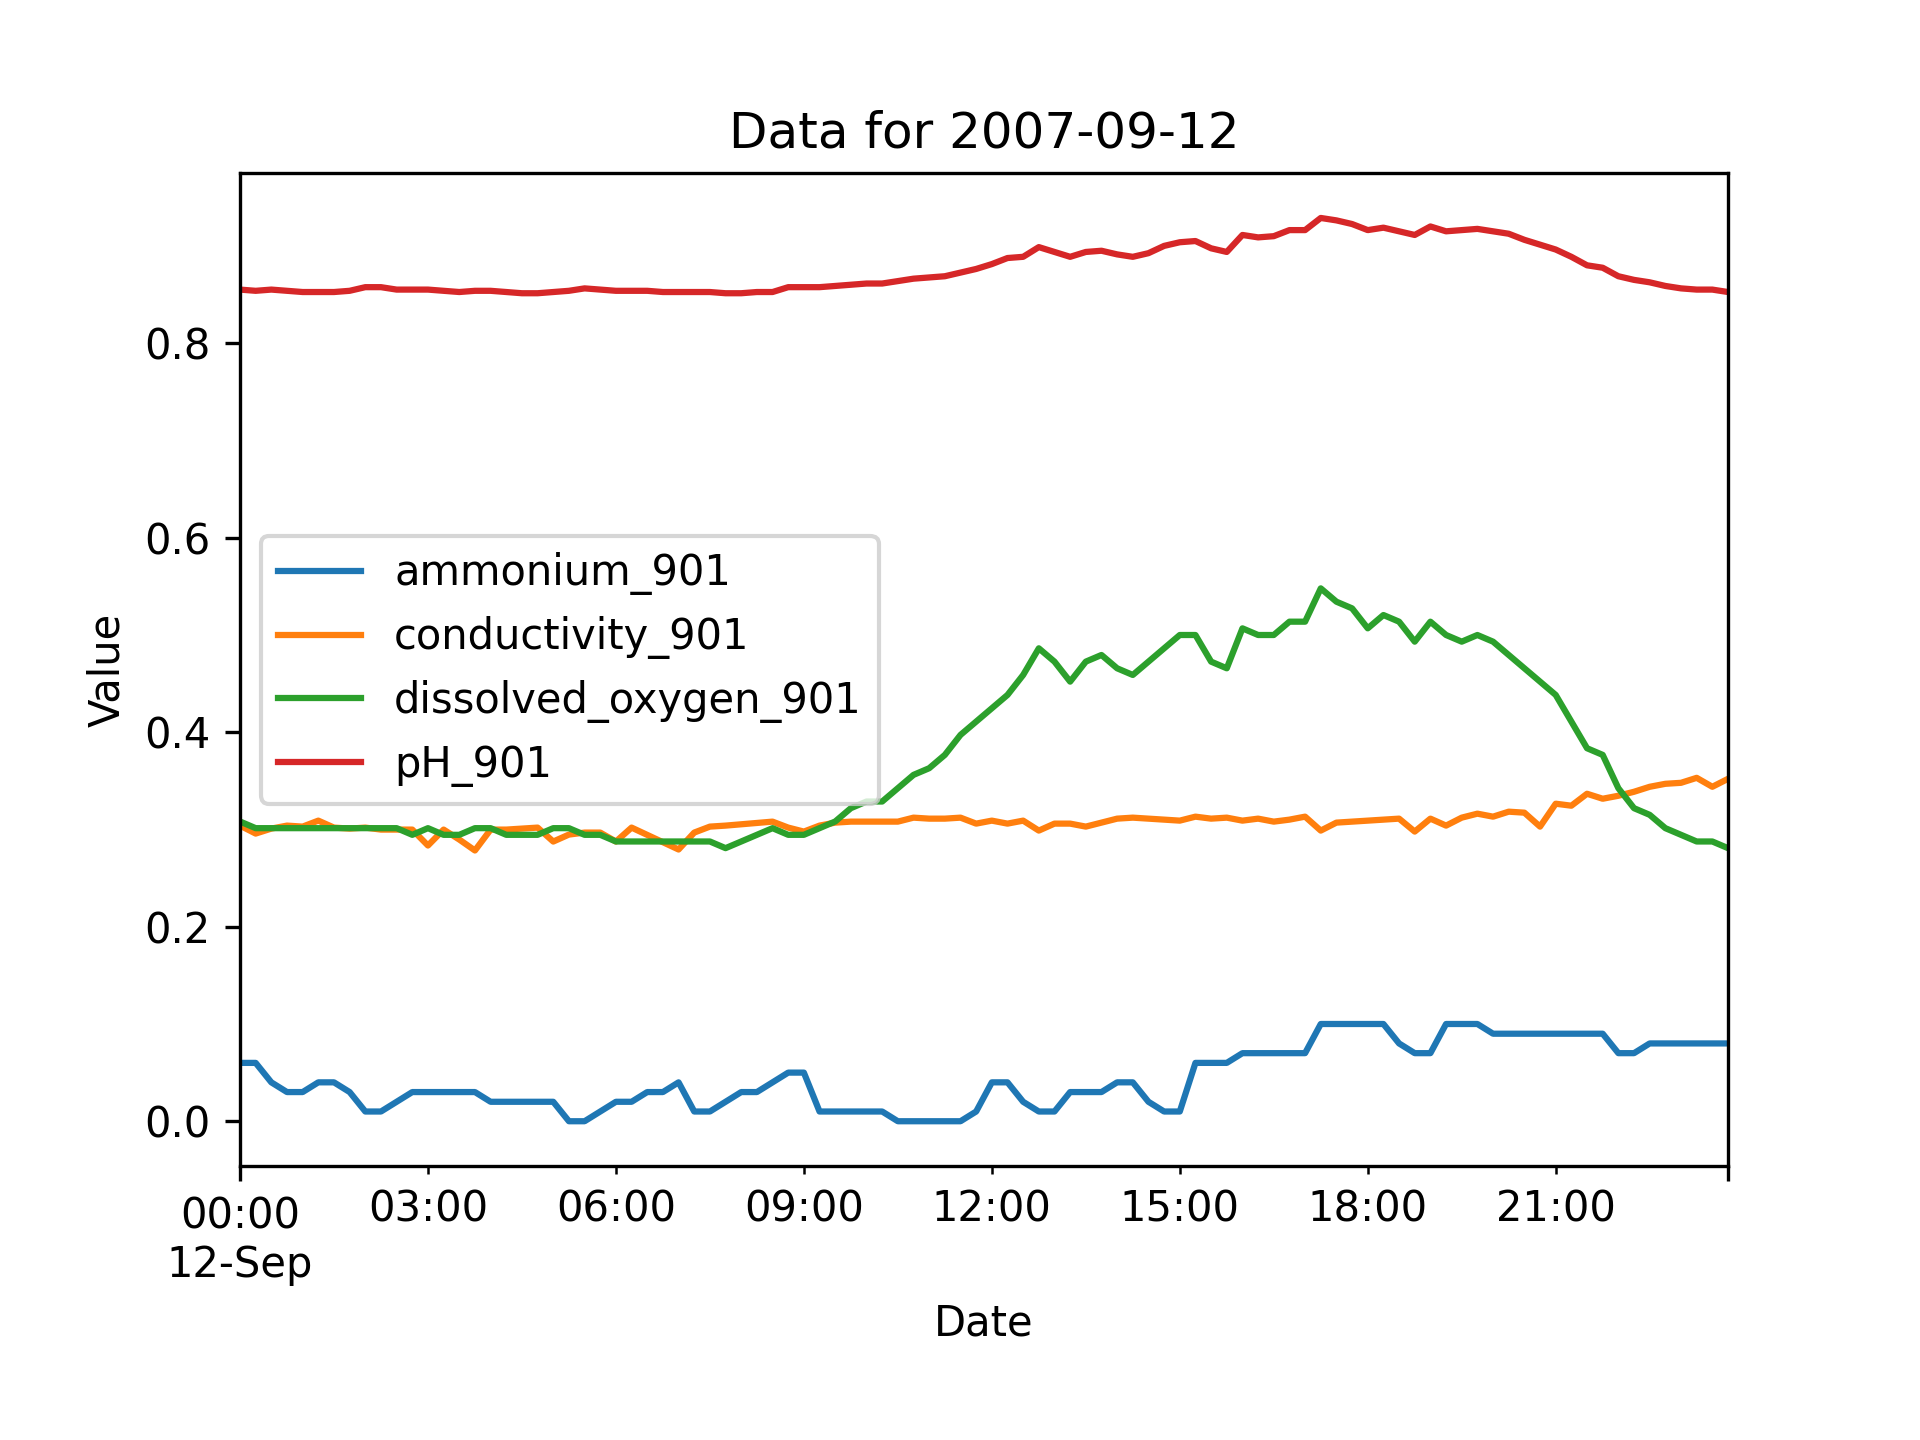 Data for 2007-09-12
Value
0.8
0.6
0.4
0.2
0.0
ammonium_901
conductivity_901
dissolved_oxygen_901
pH_901
00:00 03:00 06:00 09:00 12:00 15:00 18:00 21:00
12-Sep
Date